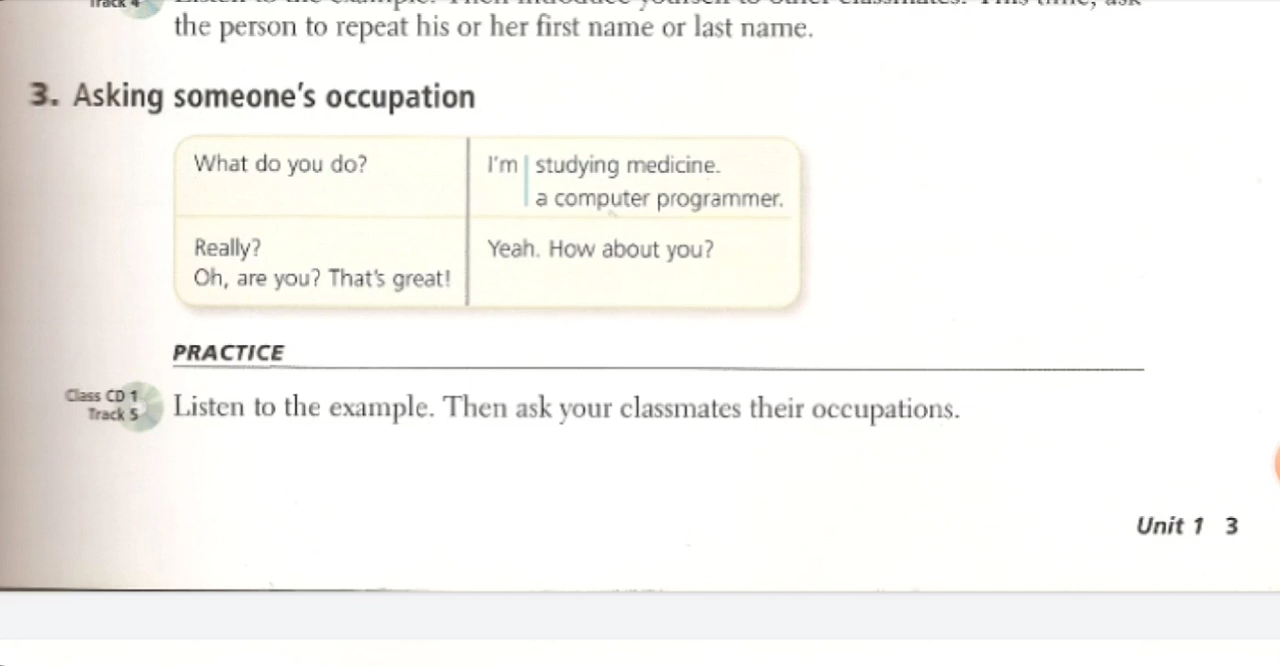 Track 4
the person to repeat his or her first name or last name.
3. Asking someone's occupation
What do you do?
I'm studying medicine.
a computer programmer.
Really?
Oh, are you? That's great!
Yeah. How about you?
PRACTICE
Class CD 1
Track 5
Listen to the example. Then ask your classmates their occupations.
Unit 1 3